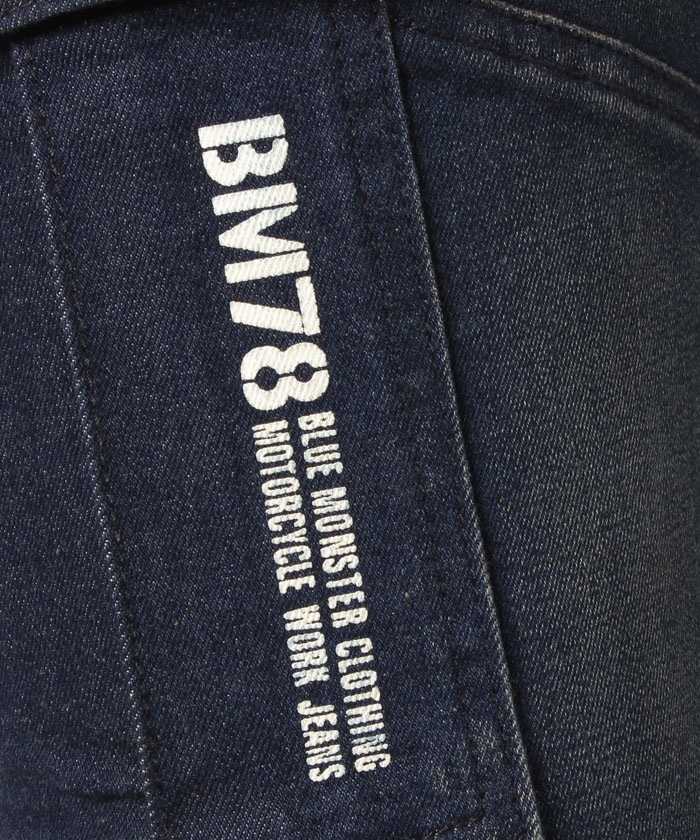 BM78
BLUE MONSTER CLOTHING
MOTORCYCLE WORK JEANS